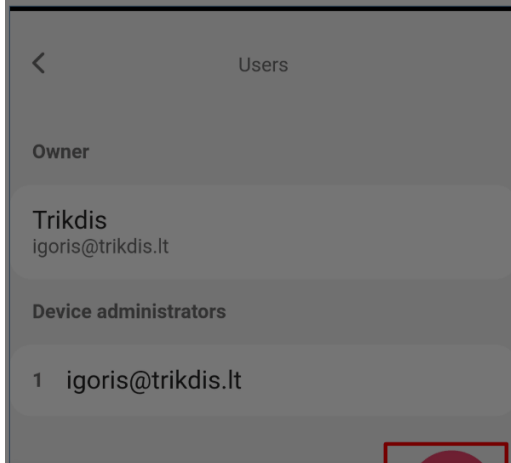 Users
Owner
Trikdis
igoris@trikdis.lt
Device administrators
1 igoris@trikdis.lt